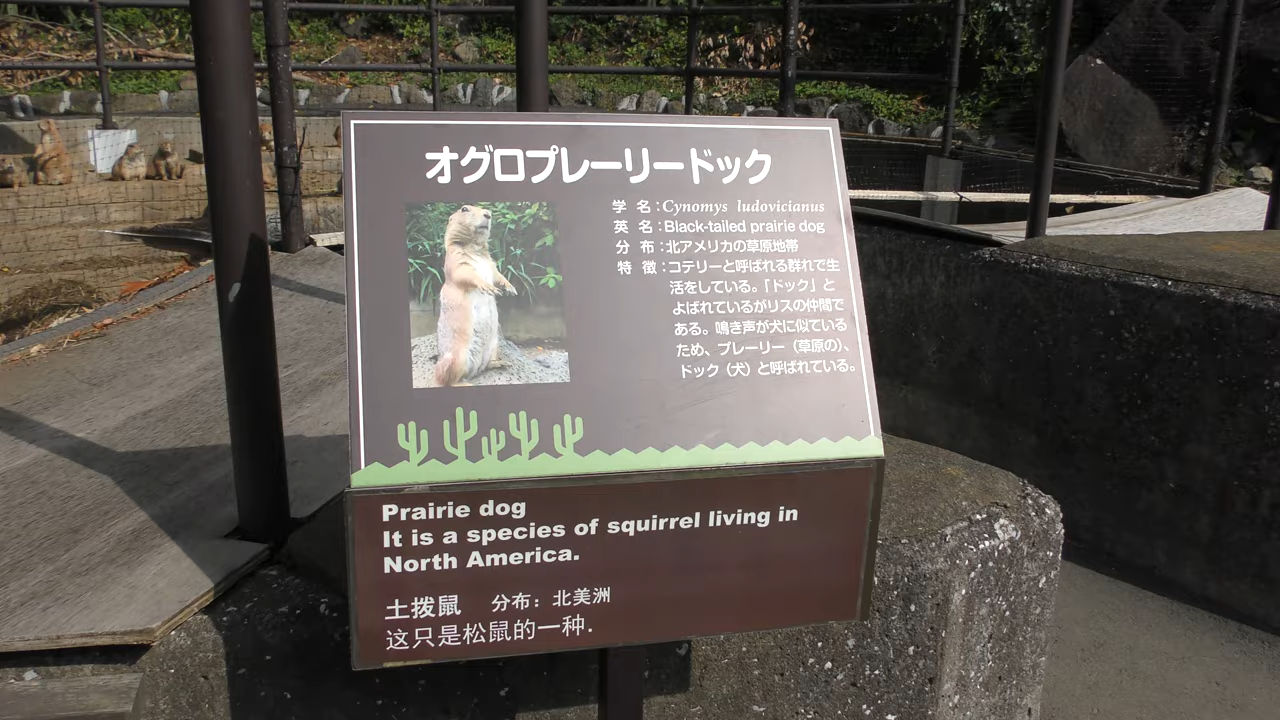 オグロプレーリードック
学 名：Cynomys ludovicianus
英 名：Black-tailed prairie dog
分 布：北アメリカの草原地帯
特 徴：コテリーと呼ばれる群れで生
活をしている。「ドック」と
よばれているがリスの仲間で
ある。鳴き声が犬に似ている
ため、プレーリー（草原の）、
ドック（犬）と呼ばれている。
Prairie dog
It is a species of squirrel living in
North America.
土拨鼠 分布：北美洲
这只是松鼠的一种.